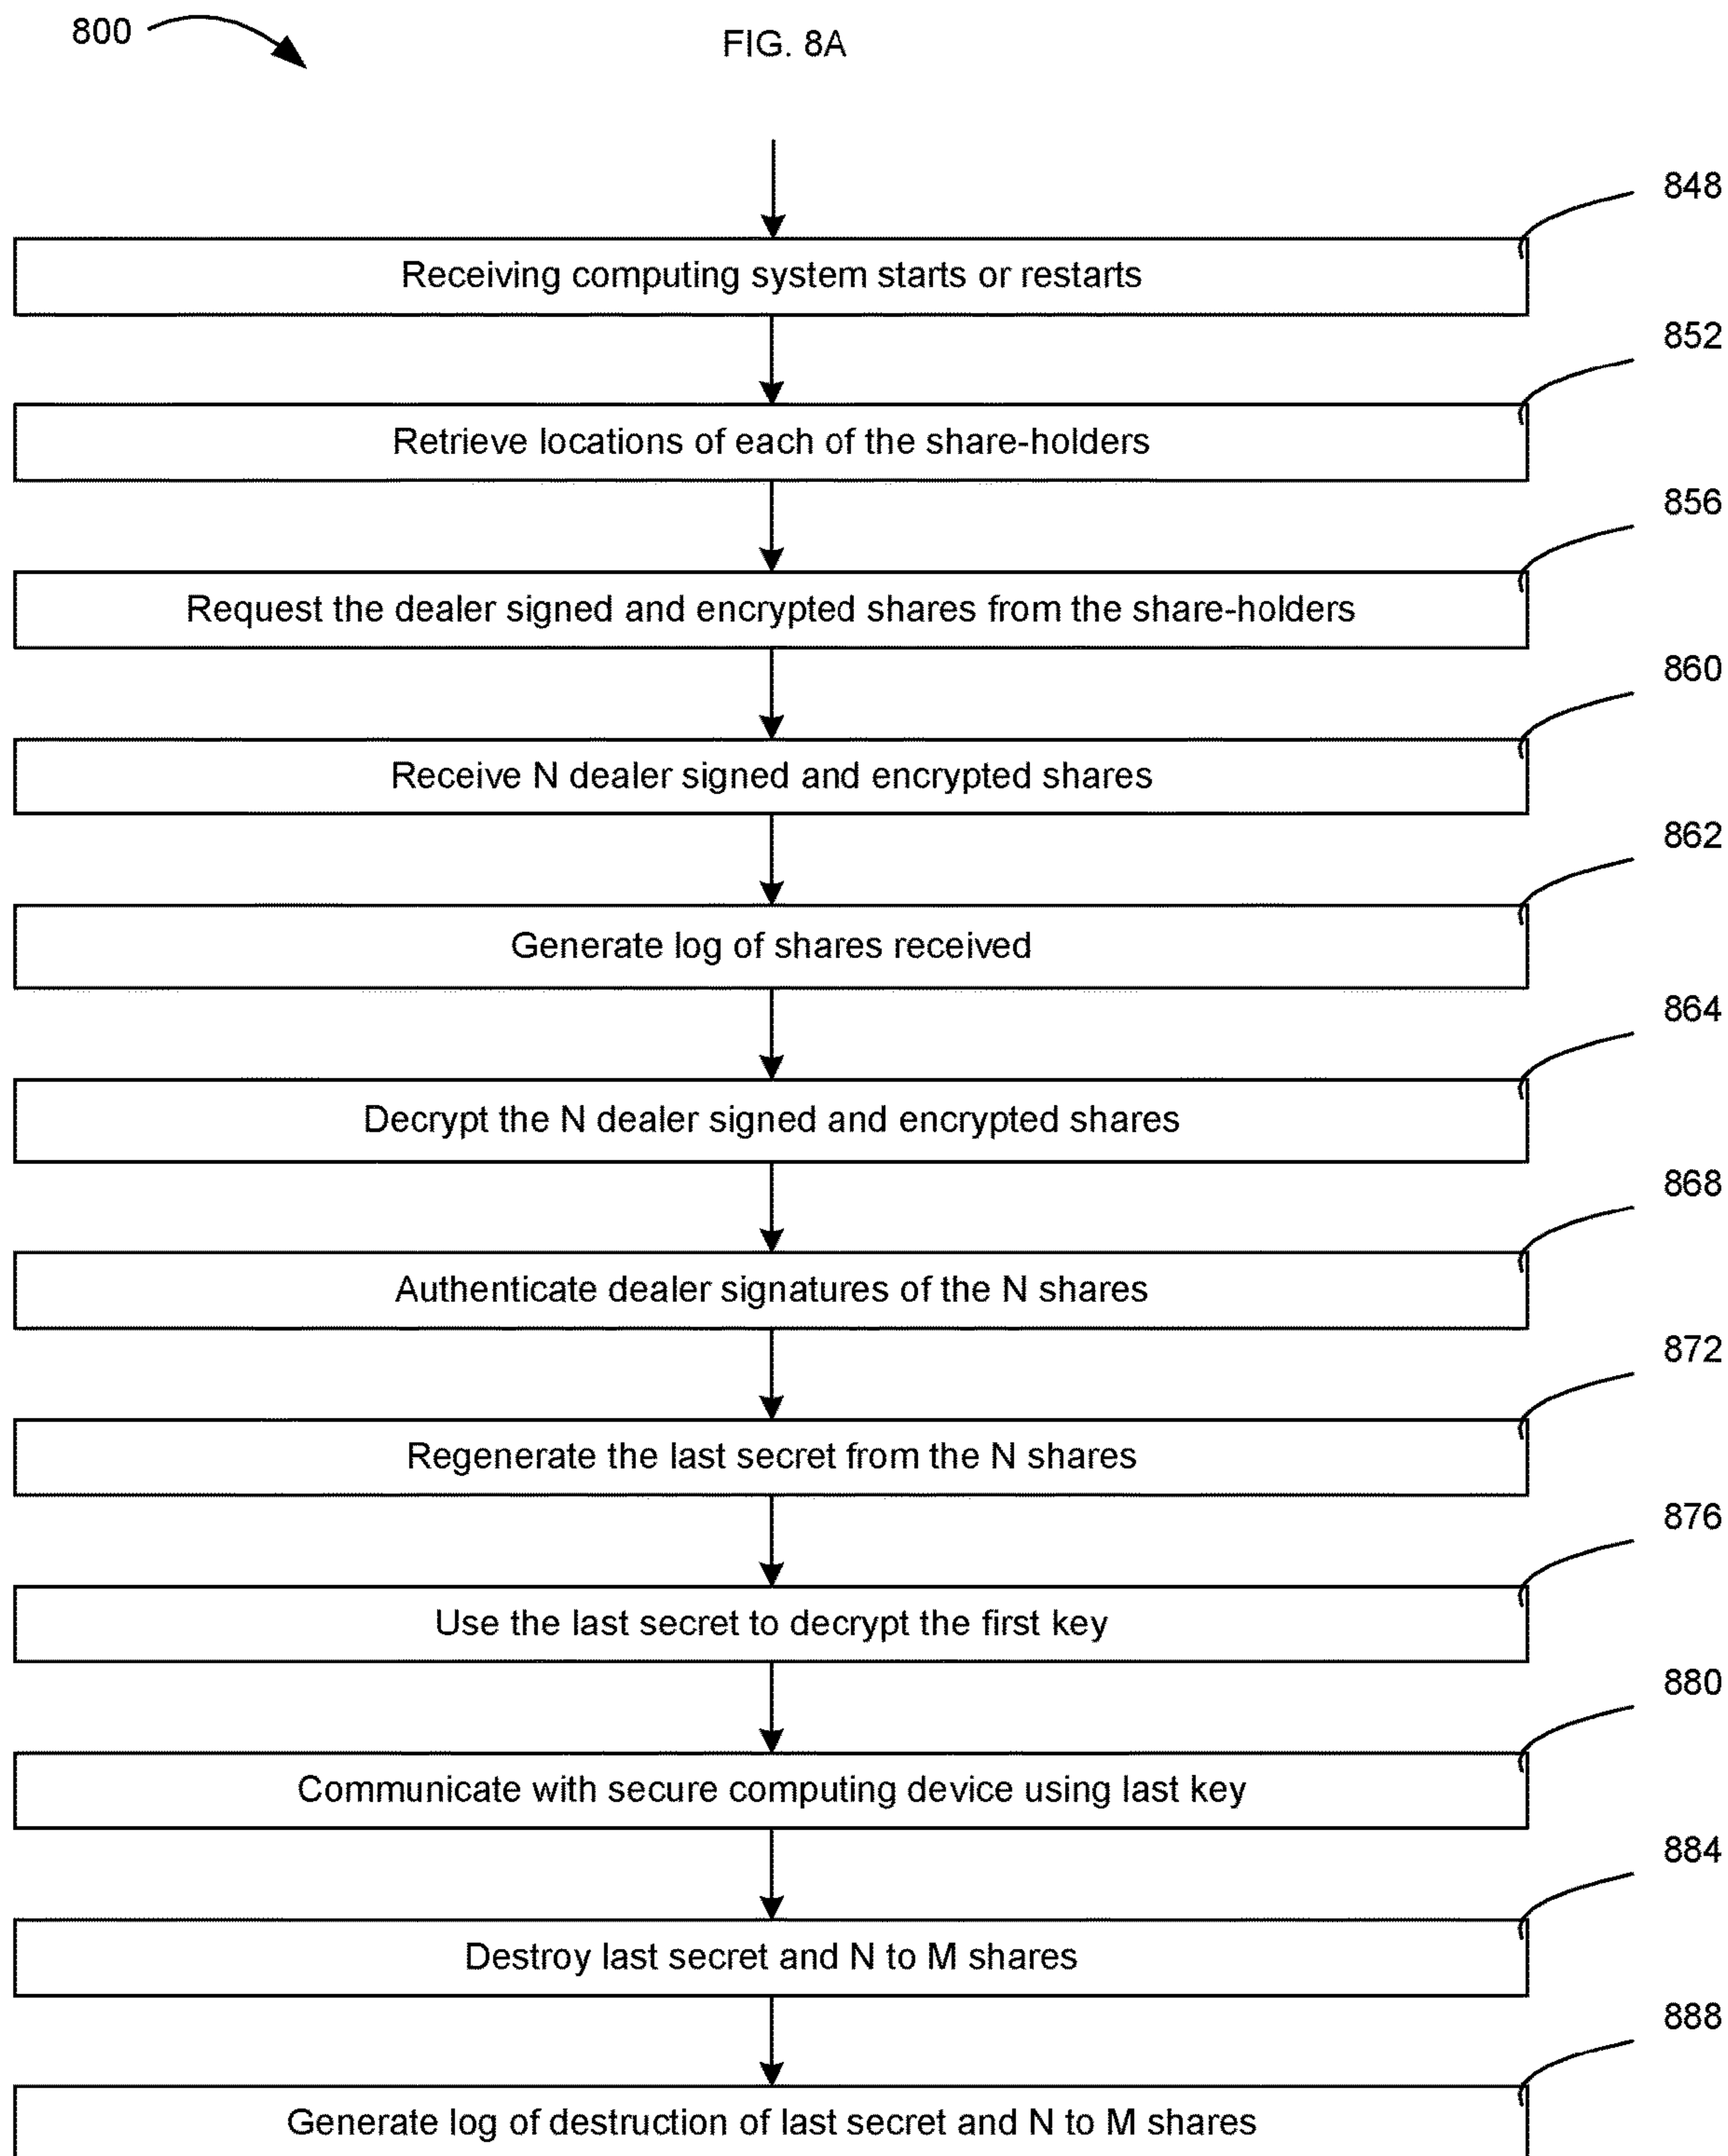 800
FIG. 8A
848
Receiving computing system starts or restarts
852
Retrieve locations of each of the share-holders
856
Request the dealer signed and encrypted shares from the share-holders
860
Receive N dealer signed and encrypted shares
862
Generate log of shares received
864
Decrypt the N dealer signed and encrypted shares
868
Authenticate dealer signatures of the N shares
872
Regenerate the last secret from the N shares
876
Use the last secret to decrypt the first key
880
Communicate with secure computing device using last key
884
Destroy last secret and N to M shares
888
Generate log of destruction of last secret and N to M shares